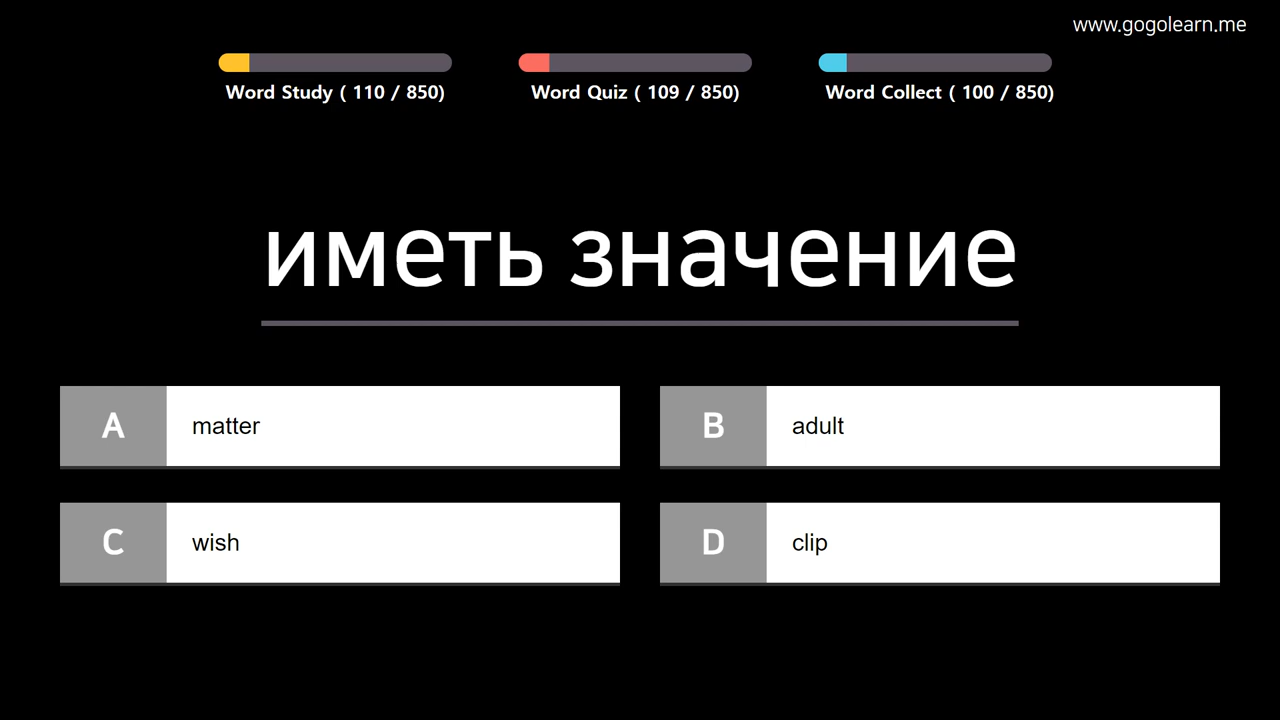 www.gogolearn.me
Word Study ( 110 / 850)
Word Quiz ( 109 / 850)
Word Collect ( 100 / 850)
иметь значение
A matter
B adult
C wish
D clip